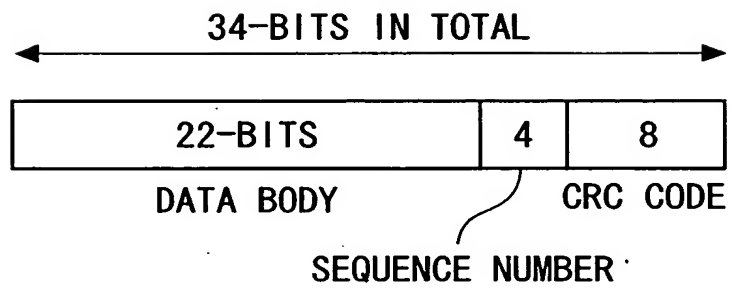 34-BITS IN TOTAL
22-BITS 4 8
DATA BODY CRC CODE
SEQUENCE NUMBER